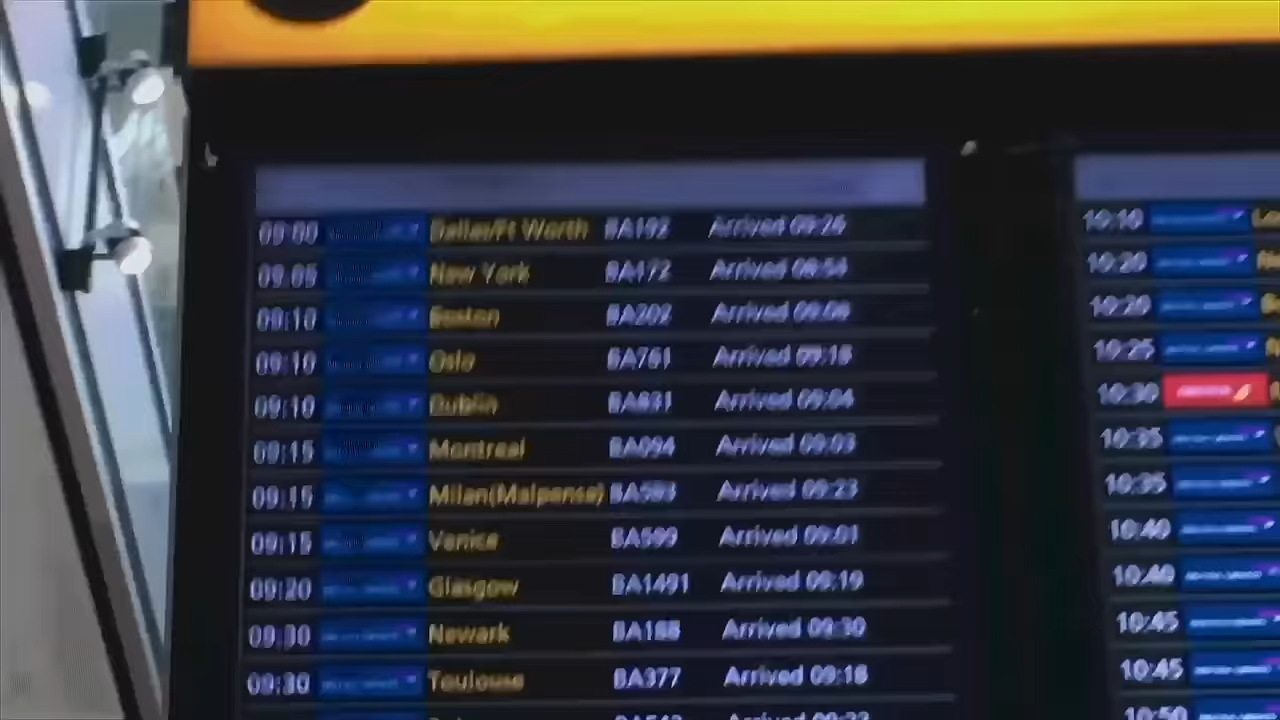 09:00 Dallas/Ft Worth BA192 Arrived 09:26
09:05 New York BA172 Arrived 08:54
09:10 Boston BA202 Arrived 09:06
09:10 Oslo BA761 Arrived 09:18
09:10 Dublin BA831 Arrived 09:04
09:15 Montreal BA094 Arrived 09:03
09:15 Milan(Malpensa) BA583 Arrived 09:23
09:15 Venice BA599 Arrived 09:01
09:20 Glasgow BA1491 Arrived 09:19
09:30 Newark BA188 Arrived 09:30
09:30 Toulouse BA377 Arrived 09:18
10:10
10:20
10:20
10:25
10:30
10:35
10:35
10:40
10:40
10:45
10:45
10:50